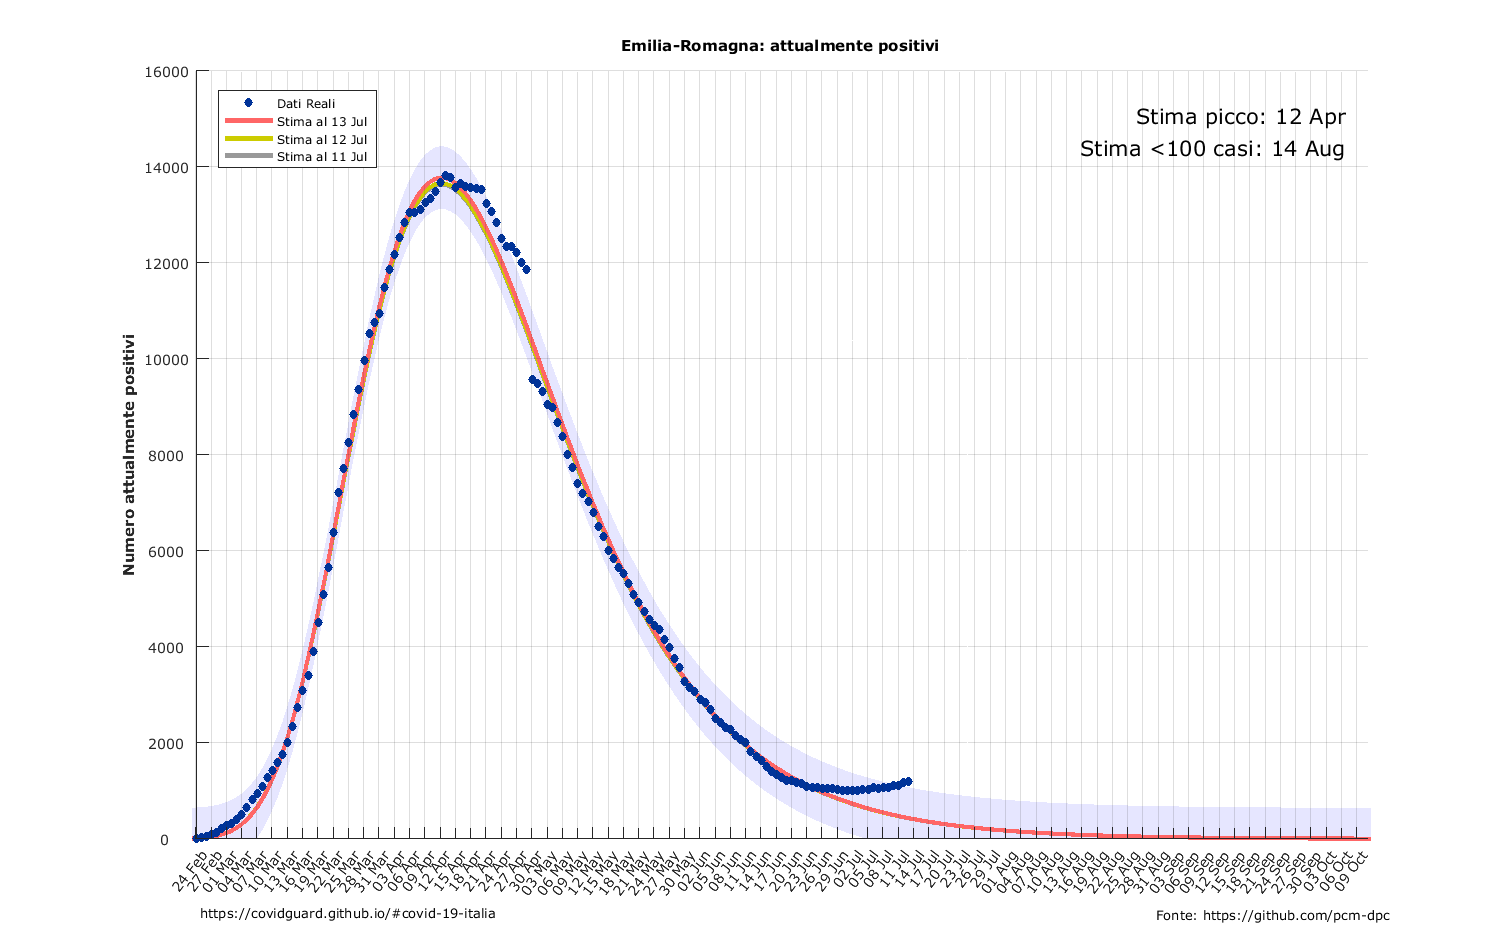 Emilia-Romagna: attualmente positivi
16000
14000
12000
10000
8000
6000
4000
2000
0
Numero attualmente positivi
Dati Reali
Stima al 13 Jul
Stima al 12 Jul
Stima al 11 Jul
Stima picco: 12 Apr
Stima <100 casi: 14 Aug
24 Feb
27 Feb
01 Mar
04 Mar
07 Mar
10 Mar
13 Mar
16 Mar
19 Mar
22 Mar
25 Mar
28 Mar
31 Mar
03 Apr
06 Apr
09 Apr
12 Apr
15 Apr
18 Apr
21 Apr
24 Apr
27 Apr
30 Apr
03 May
06 May
09 May
12 May
15 May
18 May
21 May
24 May
27 May
30 May
02 Jun
05 Jun
08 Jun
11 Jun
14 Jun
17 Jun
20 Jun
23 Jun
26 Jun
29 Jun
02 Jul
05 Jul
08 Jul
11 Jul
14 Jul
17 Jul
20 Jul
23 Jul
26 Jul
29 Jul
01 Aug
04 Aug
07 Aug
10 Aug
13 Aug
16 Aug
19 Aug
22 Aug
25 Aug
28 Aug
31 Aug
03 Sep
06 Sep
09 Sep
12 Sep
15 Sep
18 Sep
21 Sep
24 Sep
27 Sep
30 Sep
03 Oct
06 Oct
09 Oct
https://covidguard.github.io/#covid-19-italia
Fonte: https://github.com/pcm-dpc